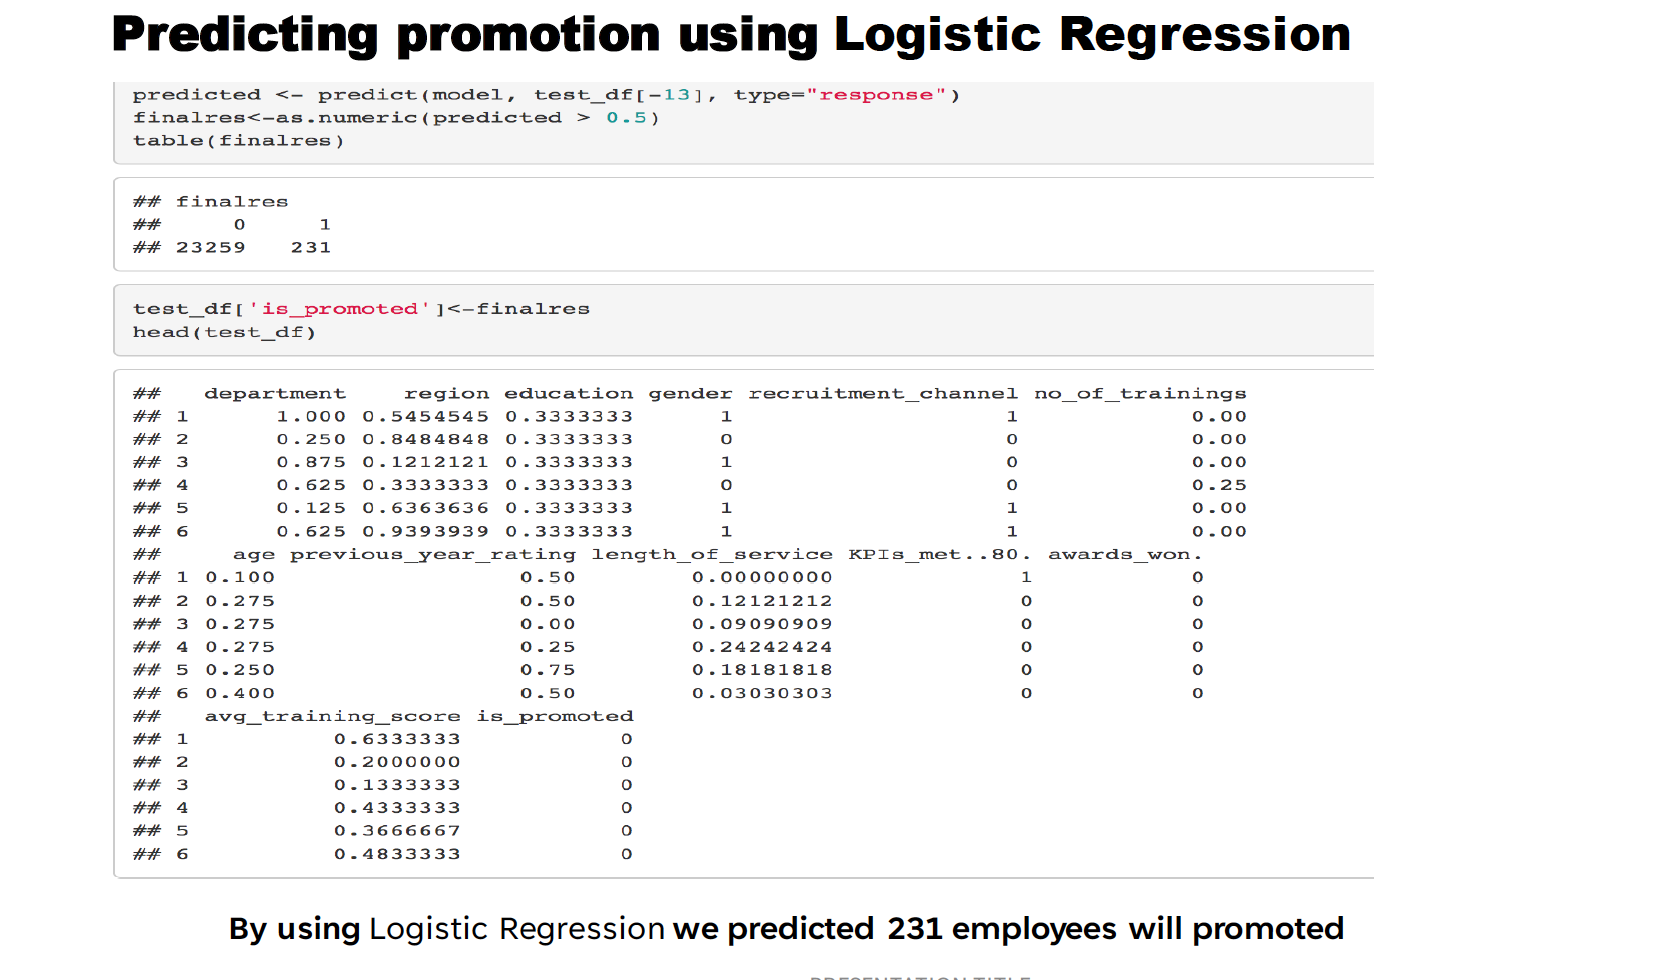 Predicting promotion using Logistic Regression
predicted <- predict(model, test_df[-13], type="response")
finalres<-as.numeric(predicted > 0.5)
table(finalres)
## finalres
##     0     1
## 23259   231
test_df['is_promoted']<-finalres
head(test_df)
##   department    region education gender recruitment_channel no_of_trainings
## 1      1.000 0.5454545 0.3333333      1                   1            0.00
## 2      0.250 0.8484848 0.3333333      0                   0            0.00
## 3      0.875 0.1212121 0.3333333      1                   0            0.00
## 4      0.625 0.3333333 0.3333333      0                   0            0.25
## 5      0.125 0.6363636 0.3333333      1                   1            0.00
## 6      0.625 0.9393939 0.3333333      1                   1            0.00
##     age previous_year_rating length_of_service KPIs_met..80. awards_won.
## 1 0.100                 0.50        0.00000000             1           0
## 2 0.275                 0.50        0.12121212             0           0
## 3 0.275                 0.00        0.09090909             0           0
## 4 0.275                 0.25        0.24242424             0           0
## 5 0.250                 0.75        0.18181818             0           0
## 6 0.400                 0.50        0.03030303             0           0
##   avg_training_score is_promoted
## 1          0.6333333           0
## 2          0.2000000           0
## 3          0.1333333           0
## 4          0.4333333           0
## 5          0.3666667           0
## 6          0.4833333           0
By using Logistic Regression we predicted 231 employees will promoted
PRESENTATION TITLE